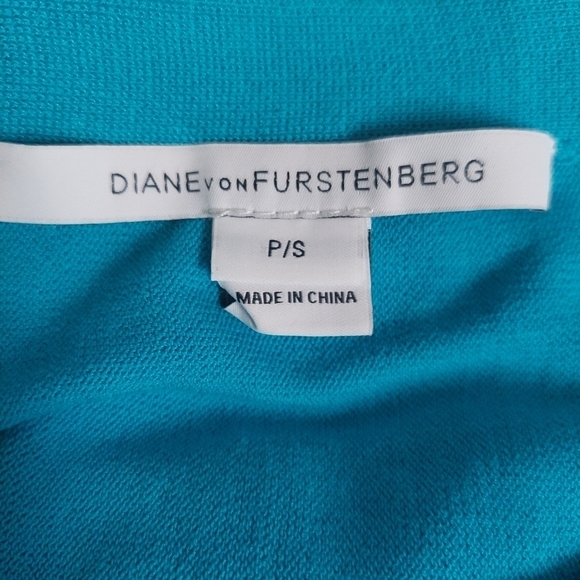 DIANE VON FURSTENBERG
P/S
MADE IN CHINA